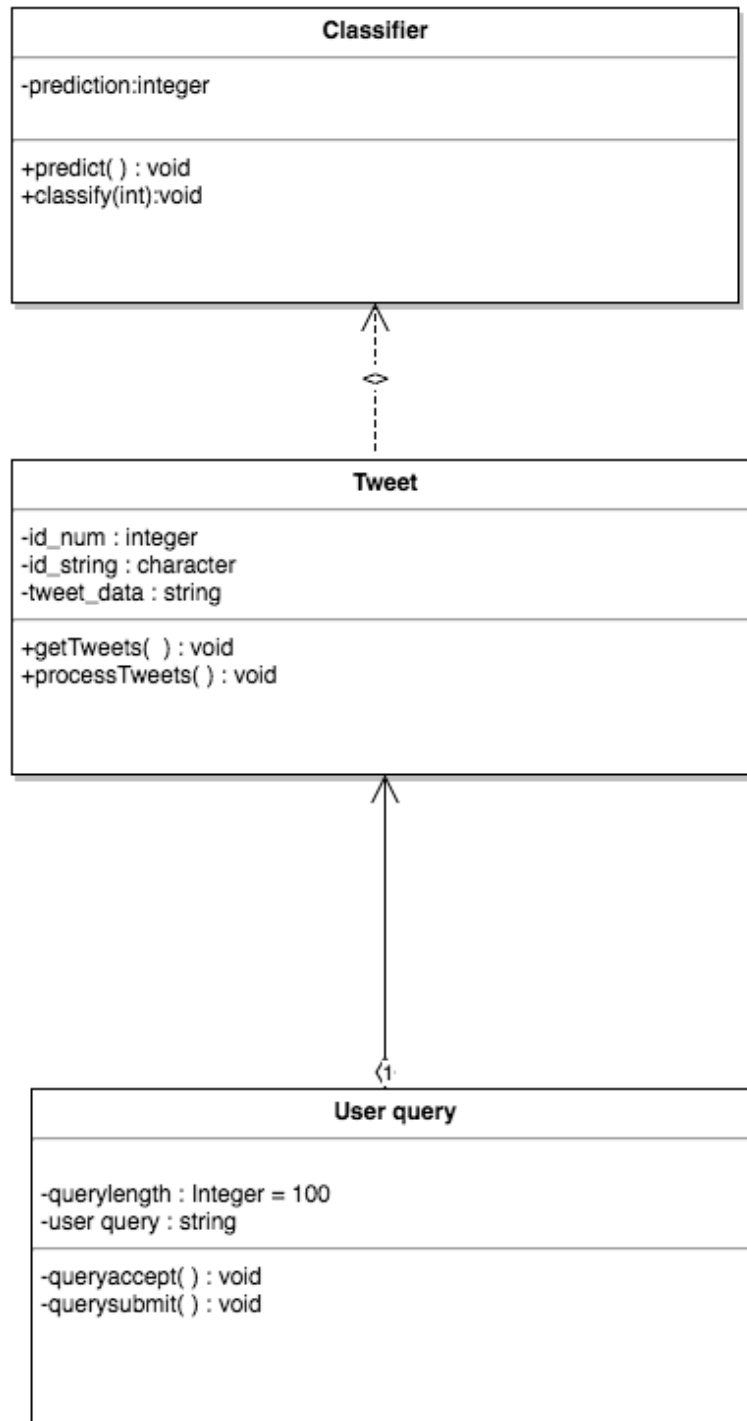 Classifier
-prediction:integer
+predict( ) : void
+classify(int):void
Tweet
-id_num : integer
-id_string : character
-tweet_data : string
+getTweets(  ) : void
+processTweets( ) : void
1
User query
-querylength : Integer = 100
-user query : string
-queryaccept( ) : void
-querysubmit( ) : void